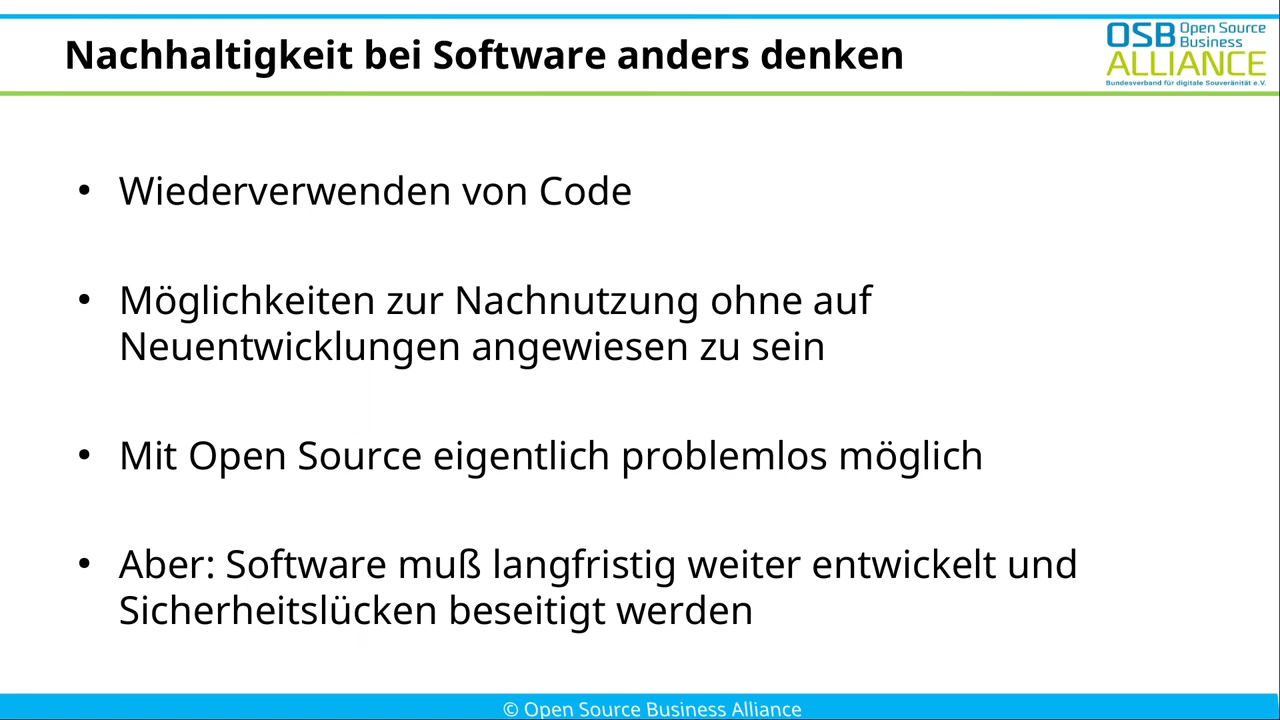 Nachhaltigkeit bei Software anders denken
OSB Open Source
Business
ALLIANCE
Bundesverband für digitale Souveränität e.V.
• Wiederverwenden von Code
• Möglichkeiten zur Nachnutzung ohne auf
Neuentwicklungen angewiesen zu sein
• Mit Open Source eigentlich problemlos möglich
• Aber: Software muß langfristig weiter entwickelt und
Sicherheitslücken beseitigt werden
© Open Source Business Alliance